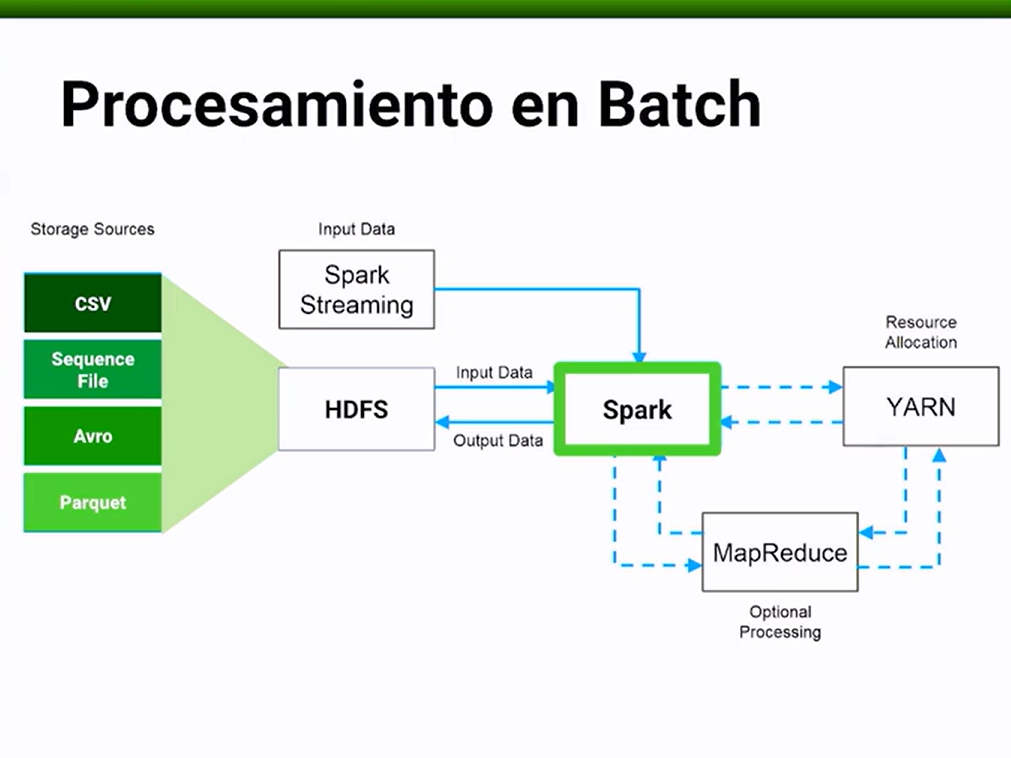 Procesamiento en Batch
Storage Sources
CSV
Sequence
File
Avro
Parquet
Input Data
Spark
Streaming
HDFS
Input Data
Output Data
Spark
Resource
Allocation
YARN
MapReduce
Optional
Processing